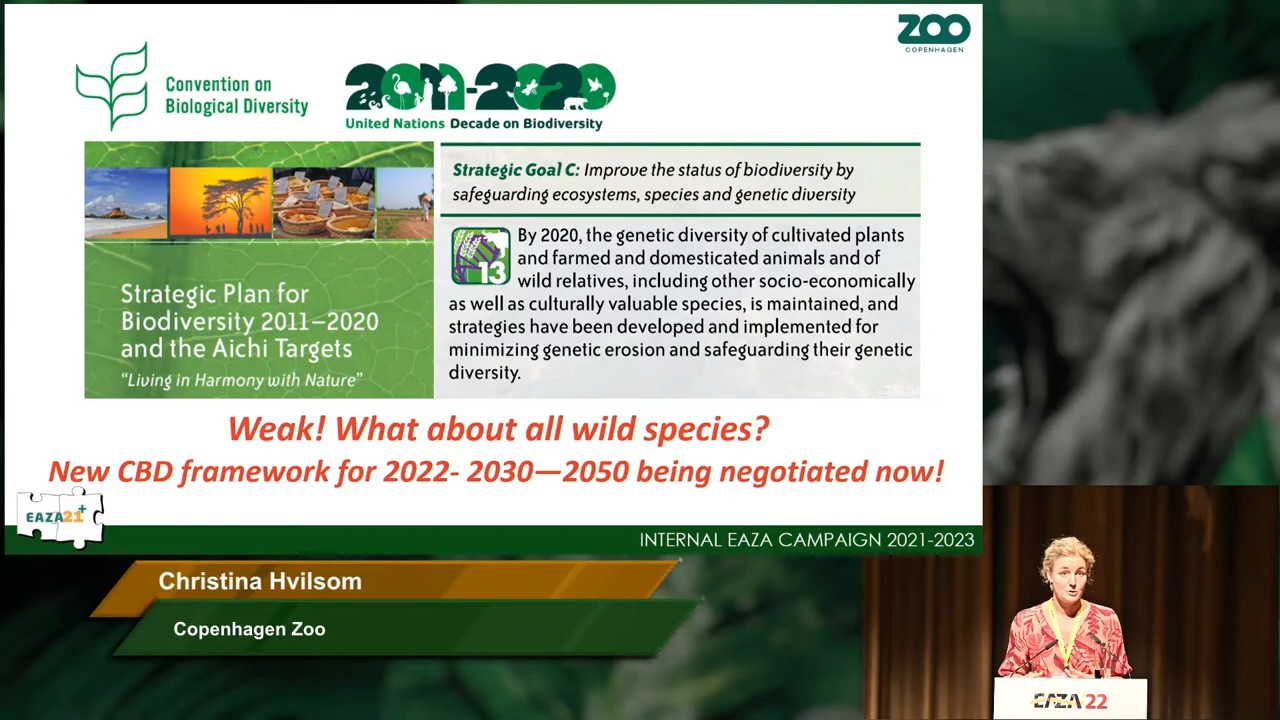 ZOO
COPENHAGEN
Convention on
Biological Diversity
2011-2020
United Nations Decade on Biodiversity
Strategic Goal C: Improve the status of biodiversity by
safeguarding ecosystems, species and genetic diversity
13
By 2020, the genetic diversity of cultivated plants
and farmed and domesticated animals and of
wild relatives, including other socio-economically
as well as culturally valuable species, is maintained, and
strategies have been developed and implemented for
minimizing genetic erosion and safeguarding their genetic
diversity.
Strategic Plan for
Biodiversity 2011–2020
and the Aichi Targets
“Living in Harmony with Nature”
Weak! What about all wild species?
New CBD framework for 2022- 2030—2050 being negotiated now!
EAZA21+
INTERNAL EAZA CAMPAIGN 2021-2023
Christina Hvilsom
Copenhagen Zoo
EAZA'22